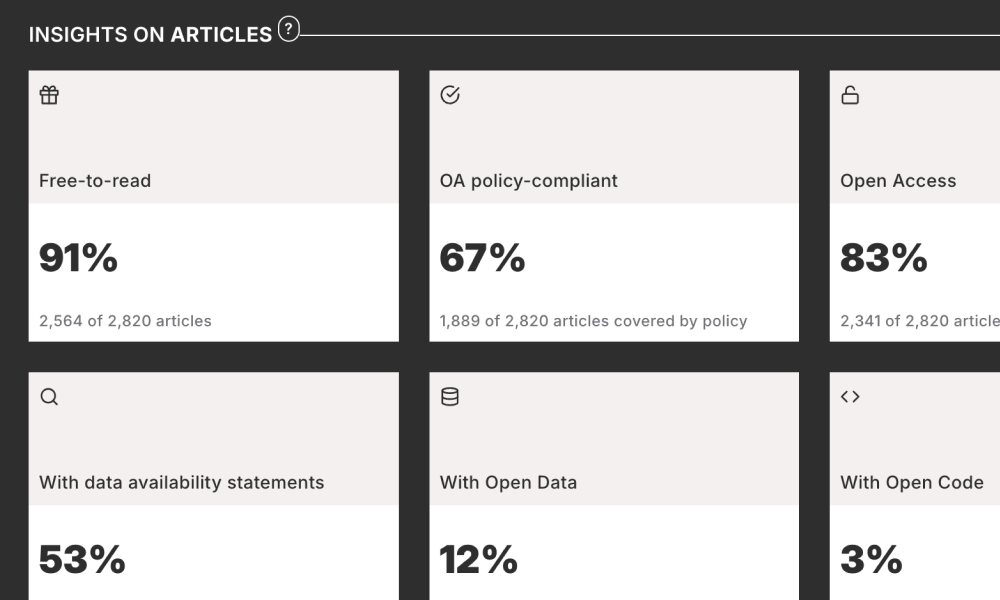 INSIGHTS ON ARTICLES ?
Free-to-read
91%
2,564 of 2,820 articles
OA policy-compliant
67%
1,889 of 2,820 articles covered by policy
Open Access
83%
2,341 of 2,820 article
With data availability statements
53%
With Open Data
12%
With Open Code
3%